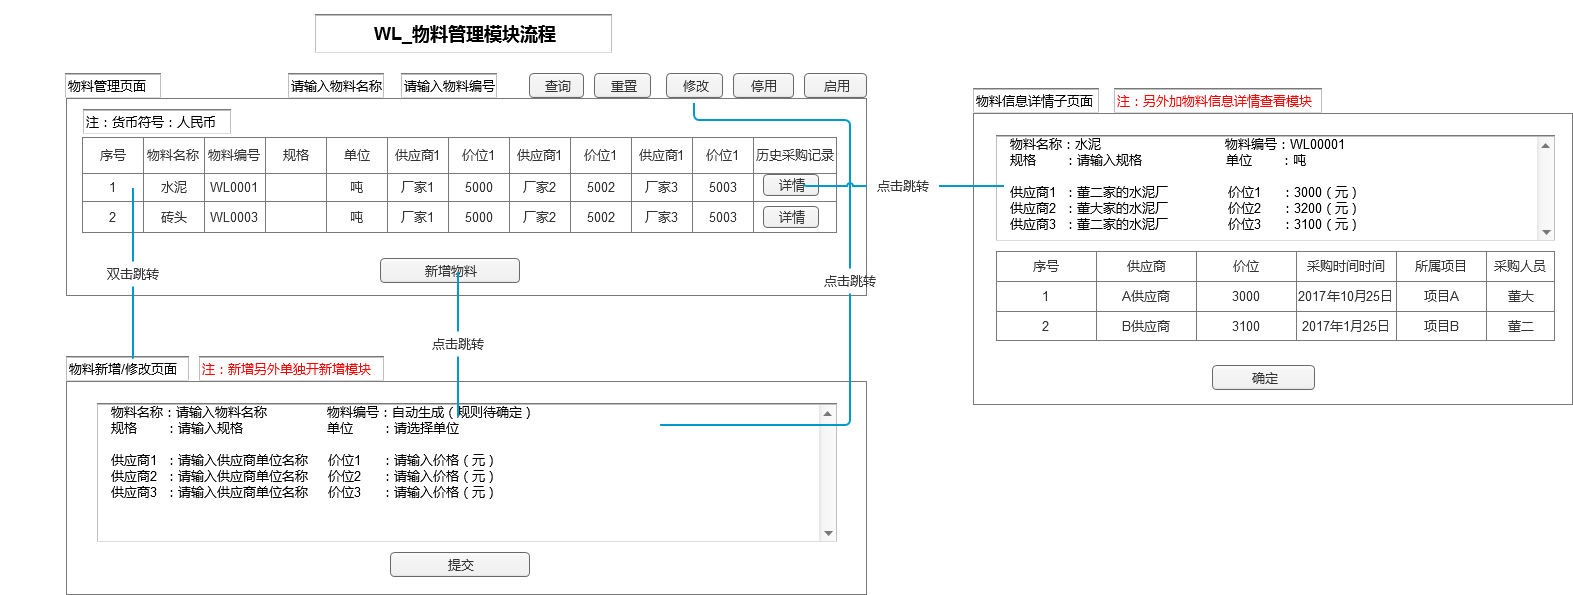 WL_物料管理模块流程
物料管理页面 请输入物料名称 请输入物料编号 查询 重置 修改 停用 启用
注：货币符号：人民币
序号 物料名称 物料编号 规格 单位 供应商1 价位1 供应商1 价位1 供应商1 价位1 历史采购记录
1 水泥 WL0001 吨 厂家1 5000 厂家2 5002 厂家3 5003 详情
2 砖头 WL0003 吨 厂家1 5000 厂家2 5002 厂家3 5003 详情
新增物料
双击跳转
点击跳转
点击跳转
点击跳转
物料信息详情子页面 注：另外加物料信息详情查看模块
物料名称：水泥 物料编号：WL00001
规格 ：请输入规格 单位 ：吨
供应商1 ：董二家的水泥厂 价位1 ：3000（元）
供应商2 ：董大家的水泥厂 价位2 ：3200（元）
供应商3 ：董二家的水泥厂 价位3 ：3100（元）
序号 供应商 价位 采购时间时间 所属项目 采购人员
1 A供应商 3000 2017年10月25日 项目A 董大
2 B供应商 3100 2017年1月25日 项目B 董二
确定
物料新增/修改页面 注：新增另外单独开新增模块
物料名称：请输入物料名称 物料编号：自动生成（规则待确定）
规格 ：请输入规格 单位 ：请选择单位
供应商1 ：请输入供应商单位名称 价位1 ：请输入价格（元）
供应商2 ：请输入供应商单位名称 价位2 ：请输入价格（元）
供应商3 ：请输入供应商单位名称 价位3 ：请输入价格（元）
提交